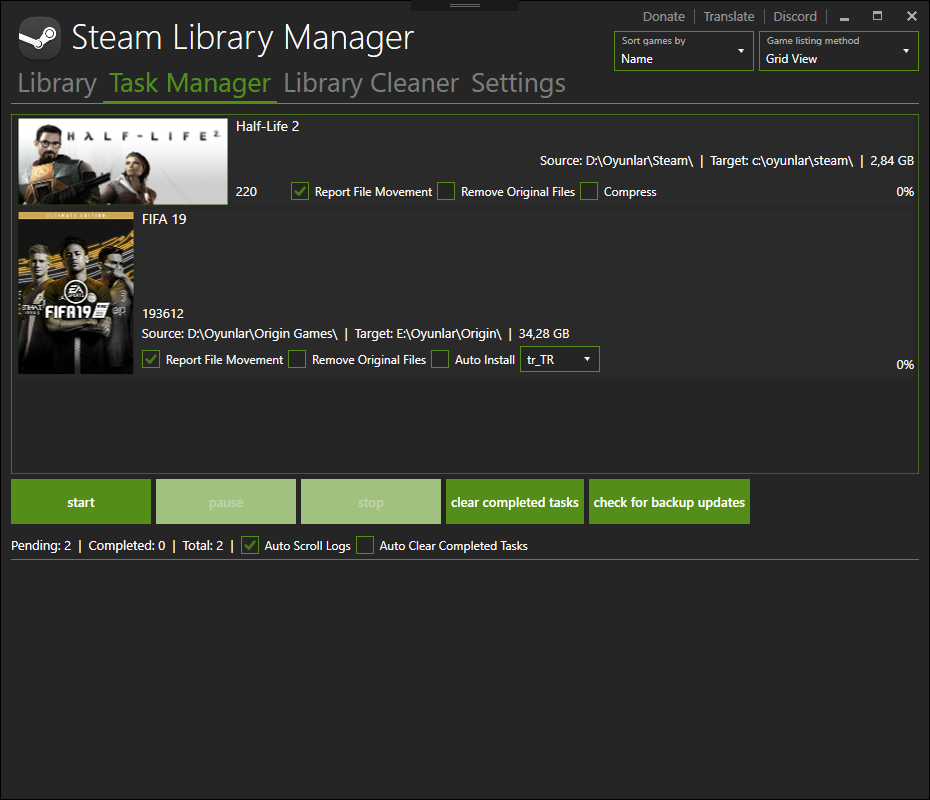 Donate | Translate | Discord
Steam Library Manager
Sort games by
Name
Game listing method
Grid View
Library Task Manager Library Cleaner Settings
HALF-LIFE 2
Half-Life 2
Source: D:\Oyunlar\Steam\ | Target: c:\oyunlar\steam\ | 2,84 GB
220 Report File Movement Remove Original Files Compress 0%
ULTIMATE EDITION
EA SPORTS
FIFA 19
FIFA 19
193612
Source: D:\Oyunlar\Origin Games\ | Target: E:\Oyunlar\Origin\ | 34,28 GB
Report File Movement Remove Original Files Auto Install tr_TR
0%
start pause stop clear completed tasks check for backup updates
Pending: 2 | Completed: 0 | Total: 2 | Auto Scroll Logs Auto Clear Completed Tasks